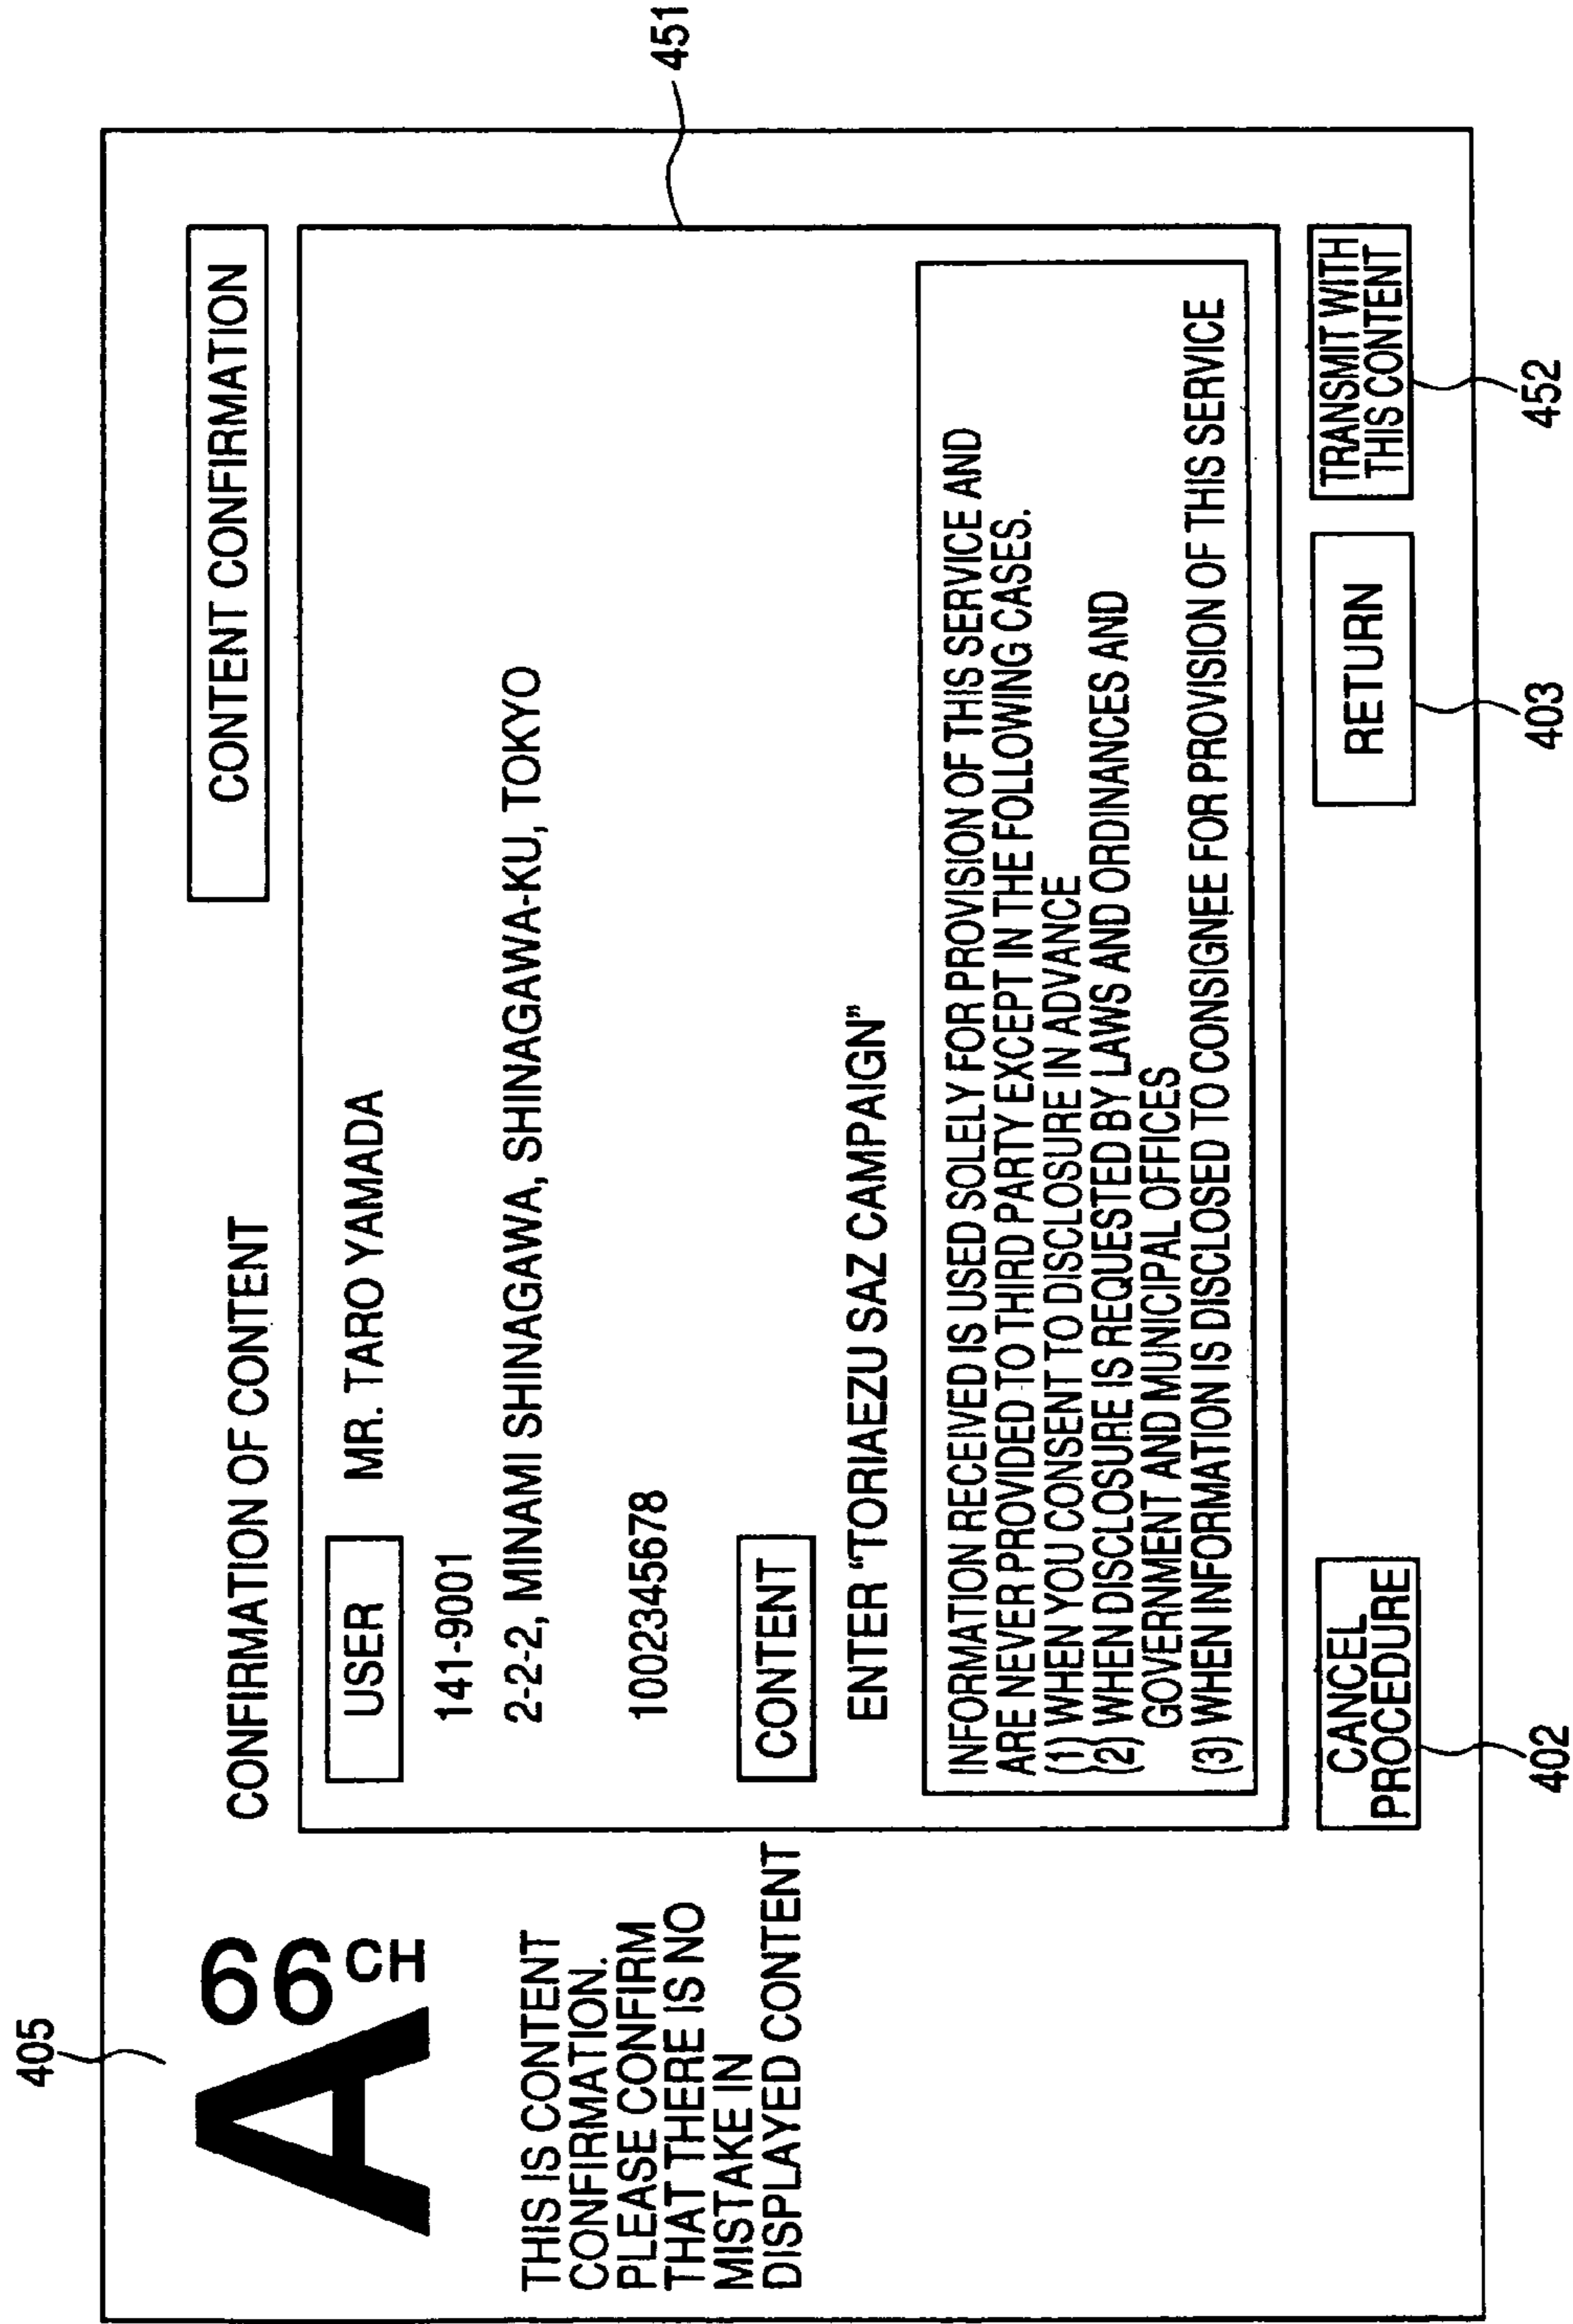 405
A 66CH
THIS IS CONTENT
CONFIRMATION.
PLEASE CONFIRM
THAT THERE IS NO
MISTAKE IN
DISPLAYED CONTENT
CONFIRMATION OF CONTENT
CONTENT CONFIRMATION
USER MR. TARO YAMADA
141-9001
2-2-2, MINAMI SHINAGAWA, SHINAGAWA-KU, TOKYO
1002345678
CONTENT
ENTER “TORIAEZU SAZ CAMPAIGN”
INFORMATION RECEIVED IS USED SOLELY FOR PROVISION OF THIS SERVICE AND
ARE NEVER PROVIDED TO THIRD PARTY EXCEPT IN THE FOLLOWING CASES.
(1) WHEN YOU CONSENT TO DISCLOSURE IN ADVANCE
(2) WHEN DISCLOSURE IS REQUESTED BY LAWS AND ORDINANCES AND
GOVERNMENT AND MUNICIPAL OFFICES
(3) WHEN INFORMATION IS DISCLOSED TO CONSIGNEE FOR PROVISION OF THIS SERVICE
451
CANCEL
PROCEDURE
RETURN
TRANSMIT WITH
THIS CONTENT
402
403
452